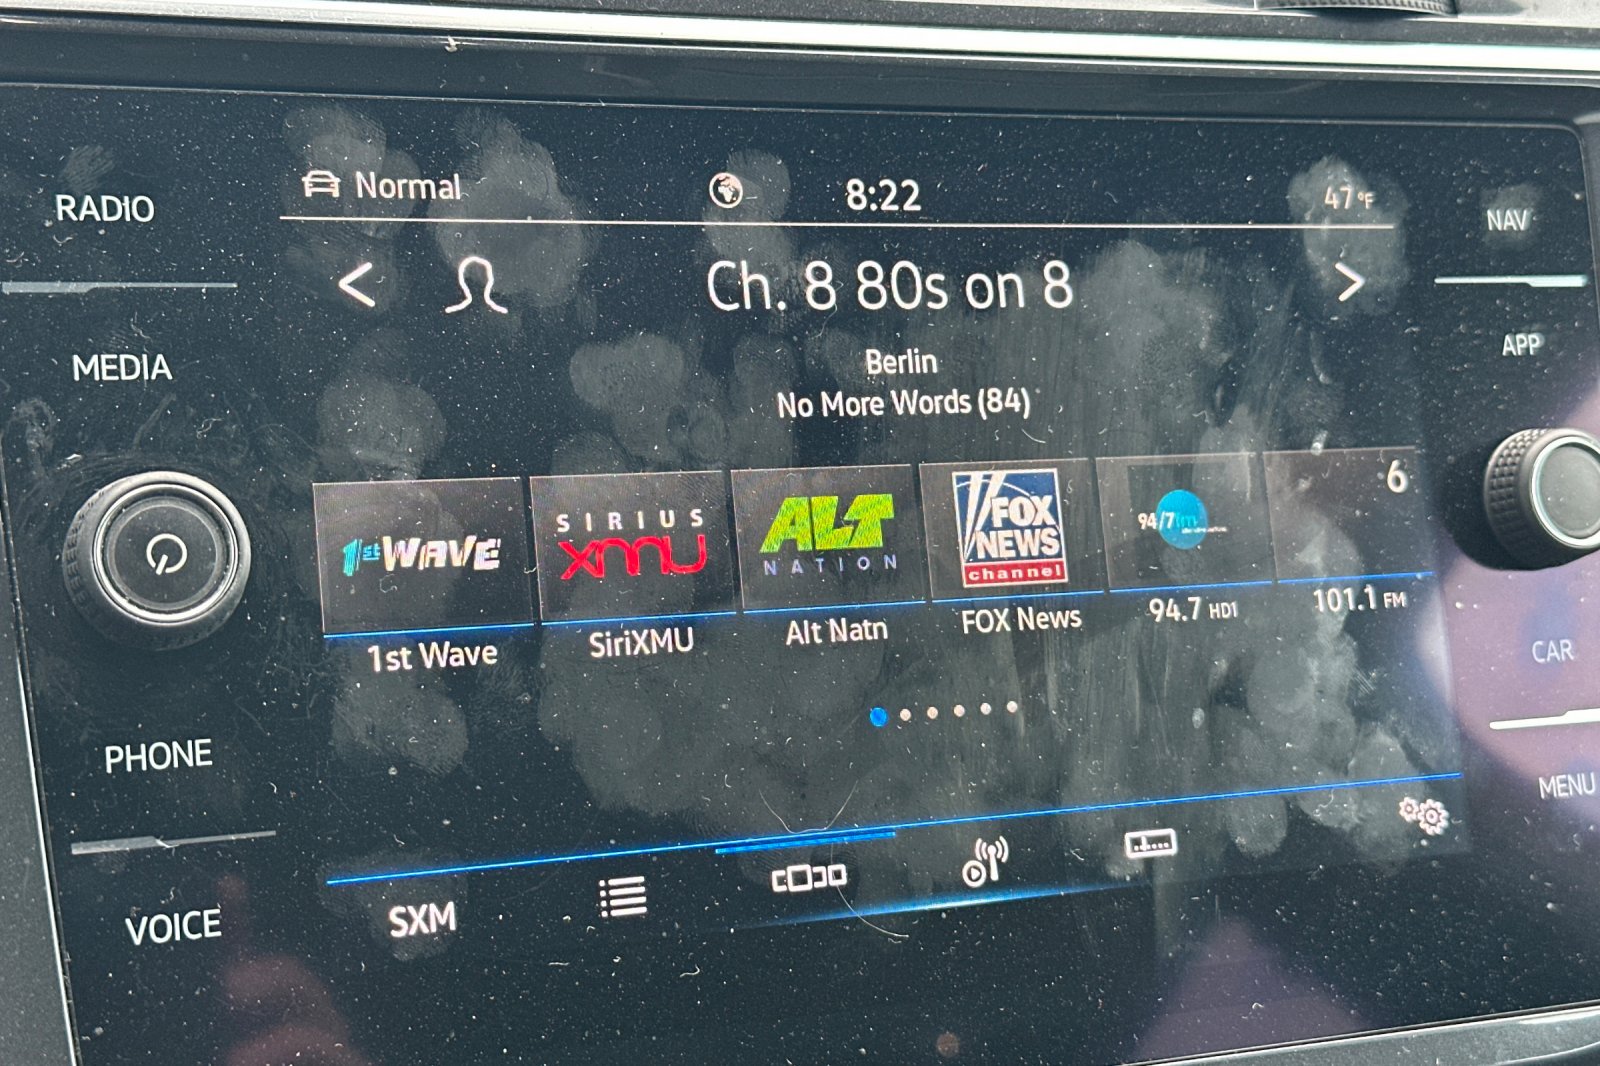 Normal
8:22
47°F
RADIO
NAV
Ch. 8 80s on 8
MEDIA
APP
Berlin
No More Words (84)
1st WAVE
SIRIUS
XMU
ALT
NATION
FOX
NEWS
channel
94/7fm
6
1st Wave
SiriXMU
Alt Natn
FOX News
94.7 HD1
101.1 FM
CAR
PHONE
MENU
VOICE
SXM